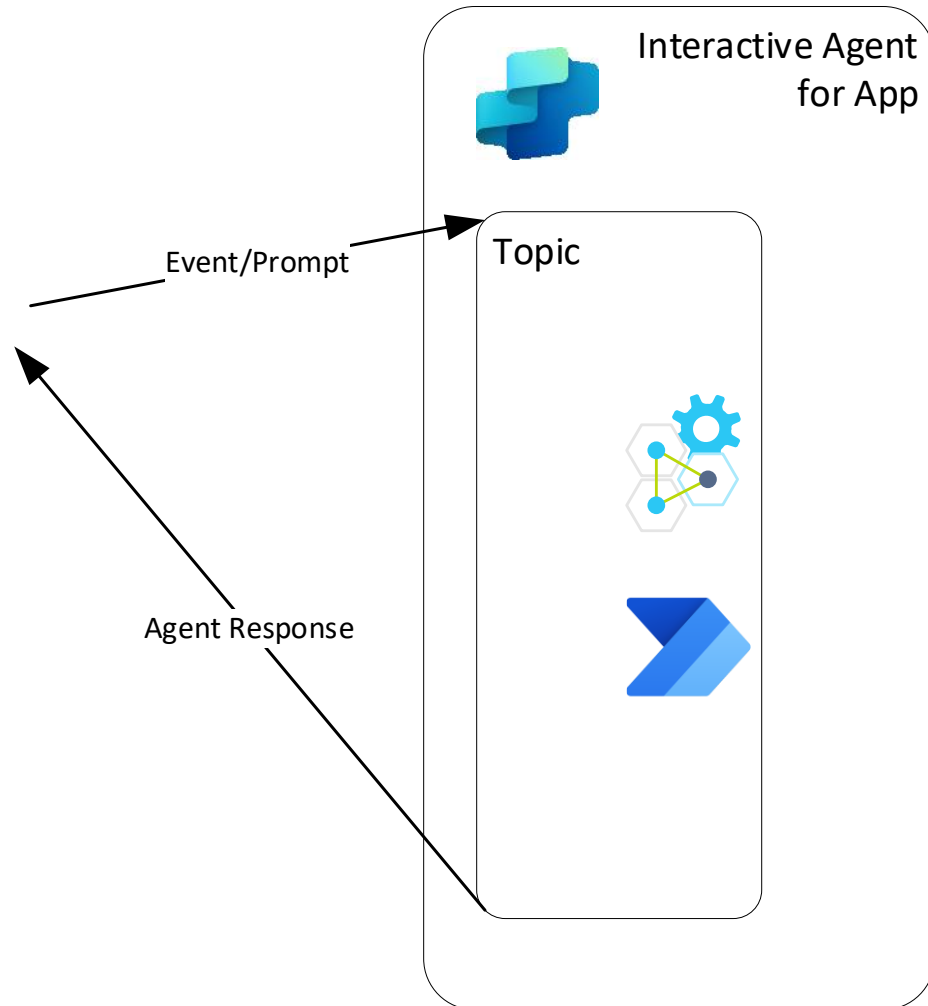 Interactive Agent
for App
Event/Prompt
Topic
Agent Response